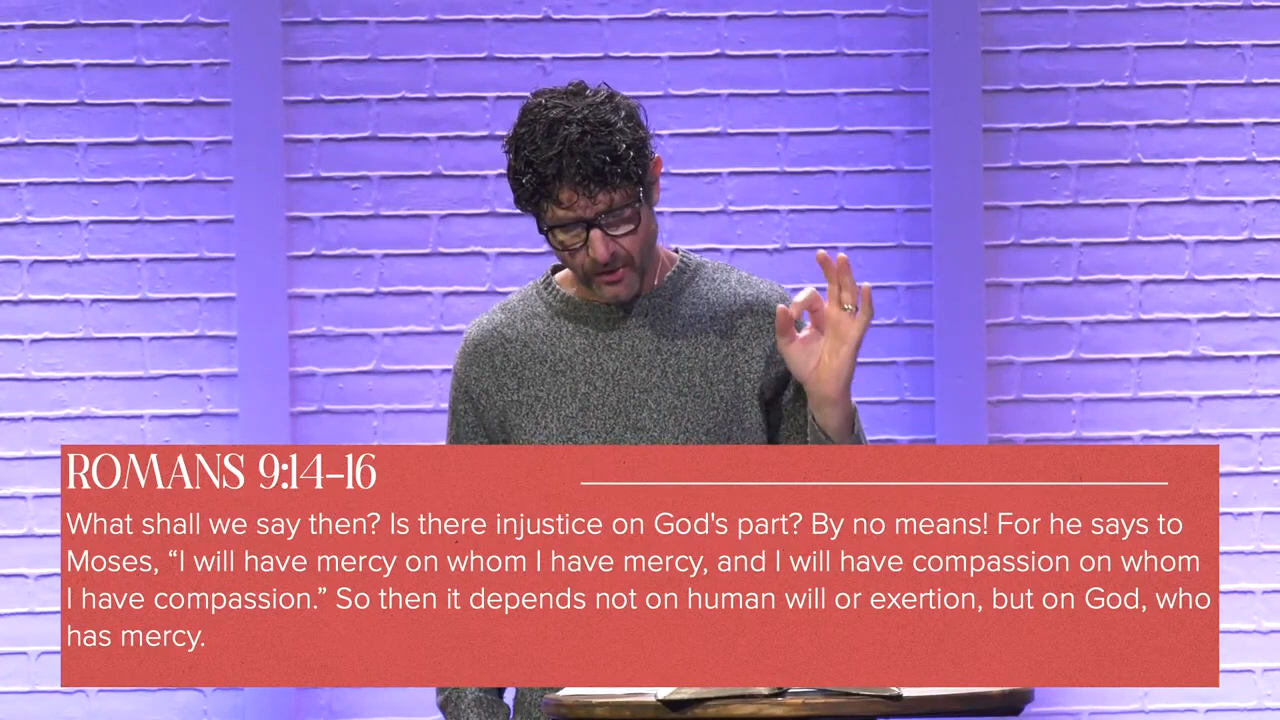 ROMANS 9:14–16
What shall we say then? Is there injustice on God's part? By no means! For he says to
Moses, “I will have mercy on whom I have mercy, and I will have compassion on whom
I have compassion.” So then it depends not on human will or exertion, but on God, who
has mercy.